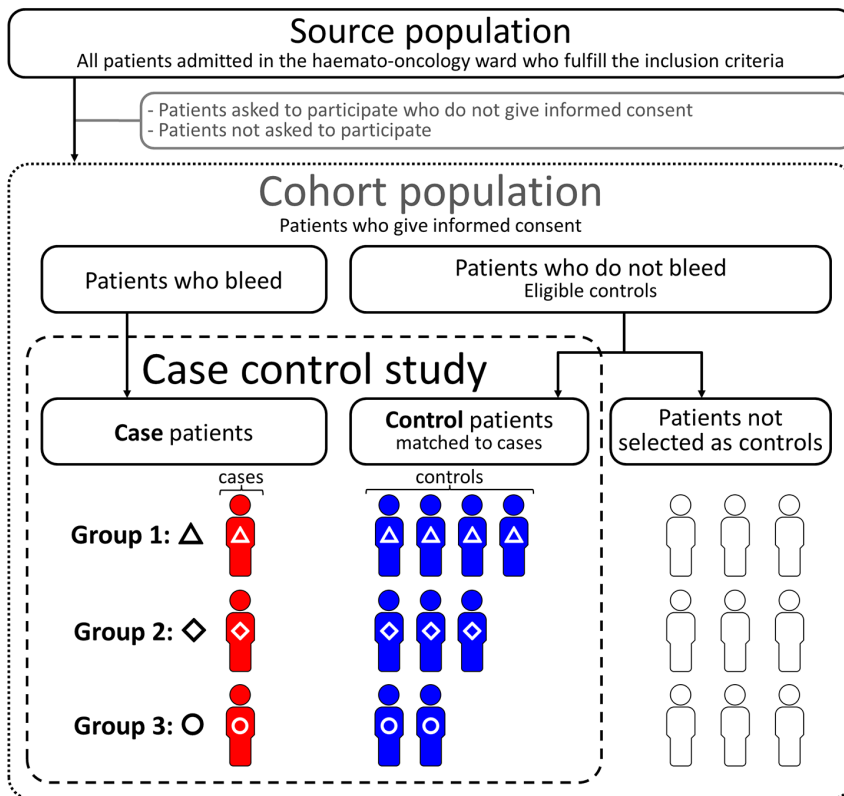 Source population
All patients admitted in the haemato-oncology ward who fulfill the inclusion criteria
- Patients asked to participate who do not give informed consent
- Patients not asked to participate
Cohort population
Patients who give informed consent
Patients who bleed
Patients who do not bleed
Eligible controls
Case control study
Case patients
Control patients
matched to cases
Patients not
selected as controls
cases
controls
Group 1:
Group 2:
Group 3: